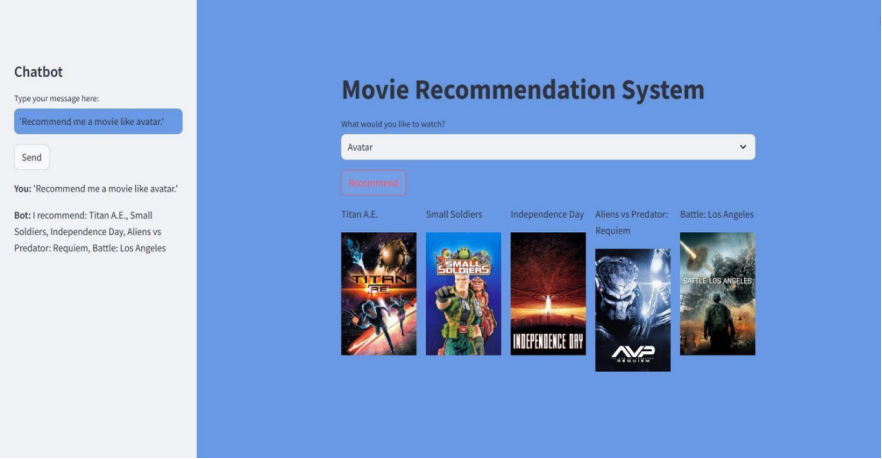 Chatbot
Type your message here:
'Recommend me a movie like avatar.'
Send
You: 'Recommend me a movie like avatar.'
Bot: I recommend: Titan A.E., Small
Soldiers, Independence Day, Aliens vs
Predator: Requiem, Battle: Los Angeles
Movie Recommendation System
What would you like to watch?
Avatar
Recommend
Titan A.E.
Small Soldiers
Independence Day
Aliens vs Predator:
Requiem
Battle: Los Angeles
TITAN
A.E.
SMALL
SOLDIERS
INDEPENDENCE DAY
AVP
REQUIEM
BATTLE LOS ANGELES